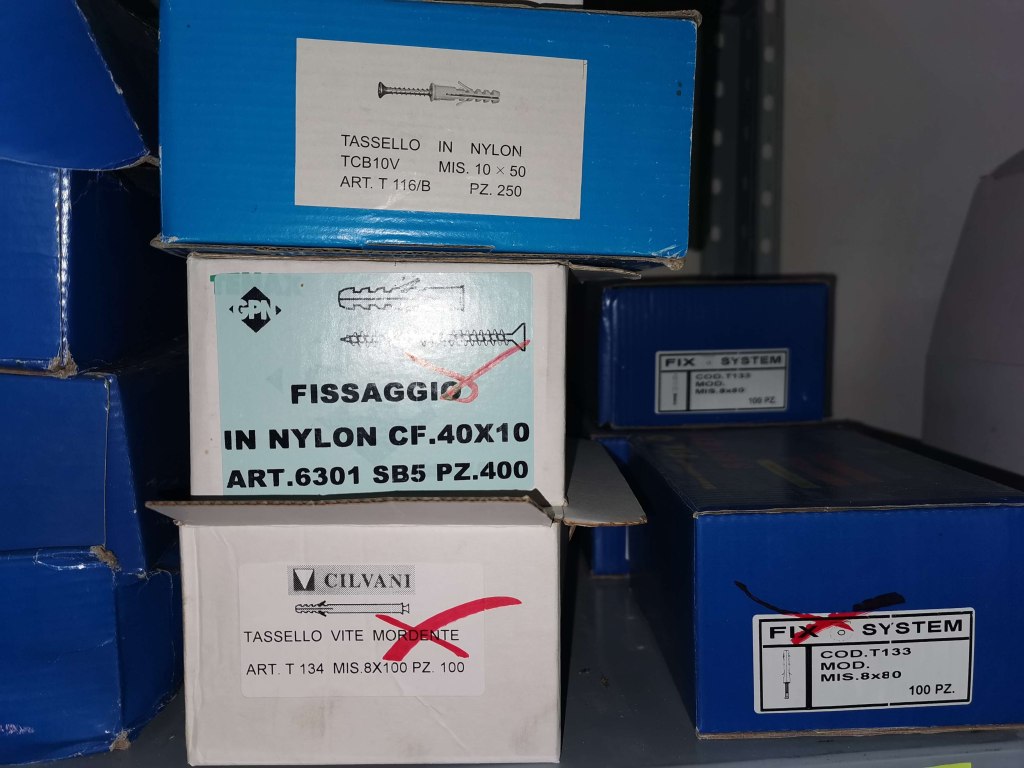 TASSELLO IN NYLON
TCB10V MIS. 10 × 50
ART. T 116/B PZ. 250
GPN
FISSAGGIO
IN NYLON CF.40X10
ART.6301 SB5 PZ.400
CILVANI
TASSELLO VITE MORDENTE
ART. T 134 MIS.8X100 PZ. 100
FIX SYSTEM
COD.T133
MOD.
MIS.8x80
100 PZ.
FIX SYSTEM
COD.T133
MOD.
MIS.8x80
100 PZ.